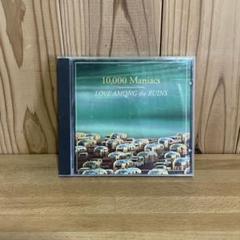 10,000 Maniacs
LOVE AMONG the RUINS